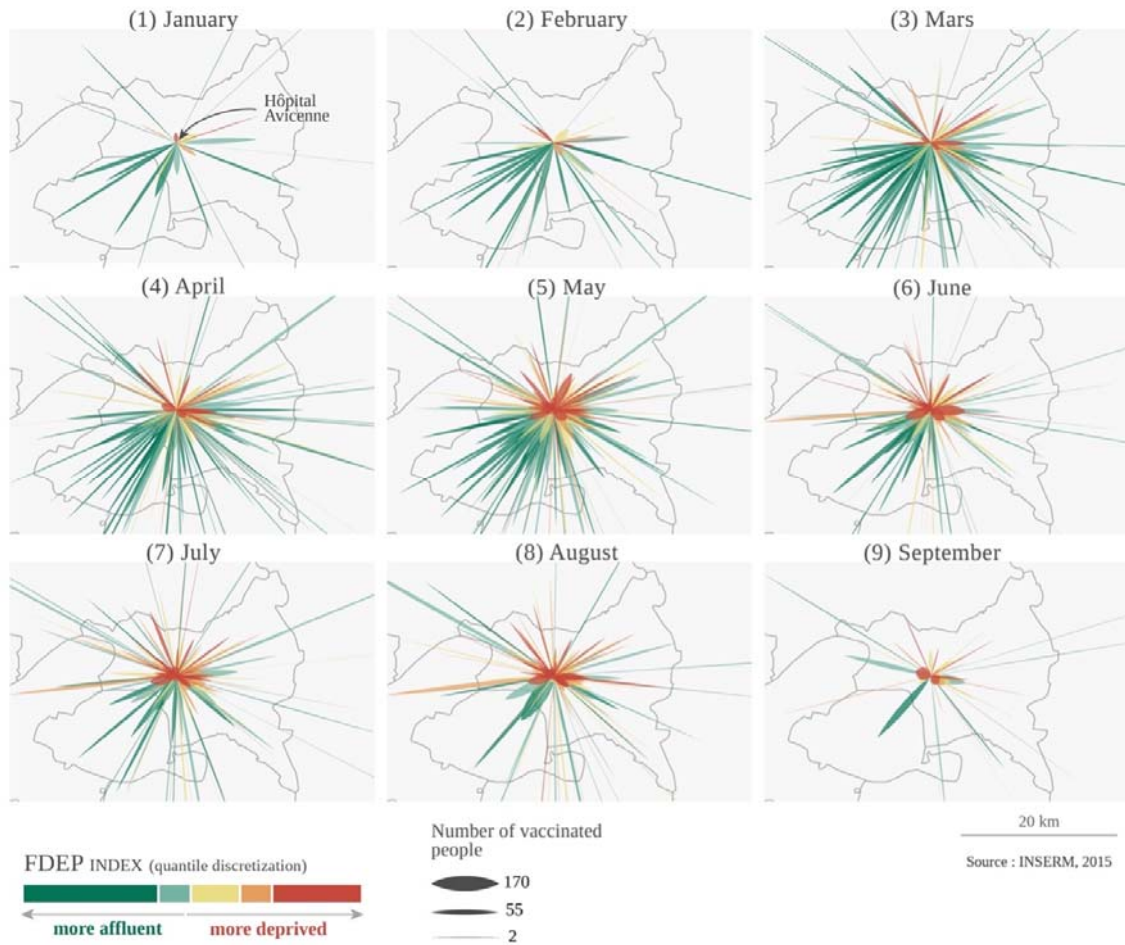 (1) January
(2) February
(3) Mars
Hôpital
Avicenne
(4) April
(5) May
(6) June
(7) July
(8) August
(9) September
FDEP INDEX (quantile discretization)
more affluent
more deprived
Number of vaccinated
people
170
55
2
20 km
Source : INSERM, 2015